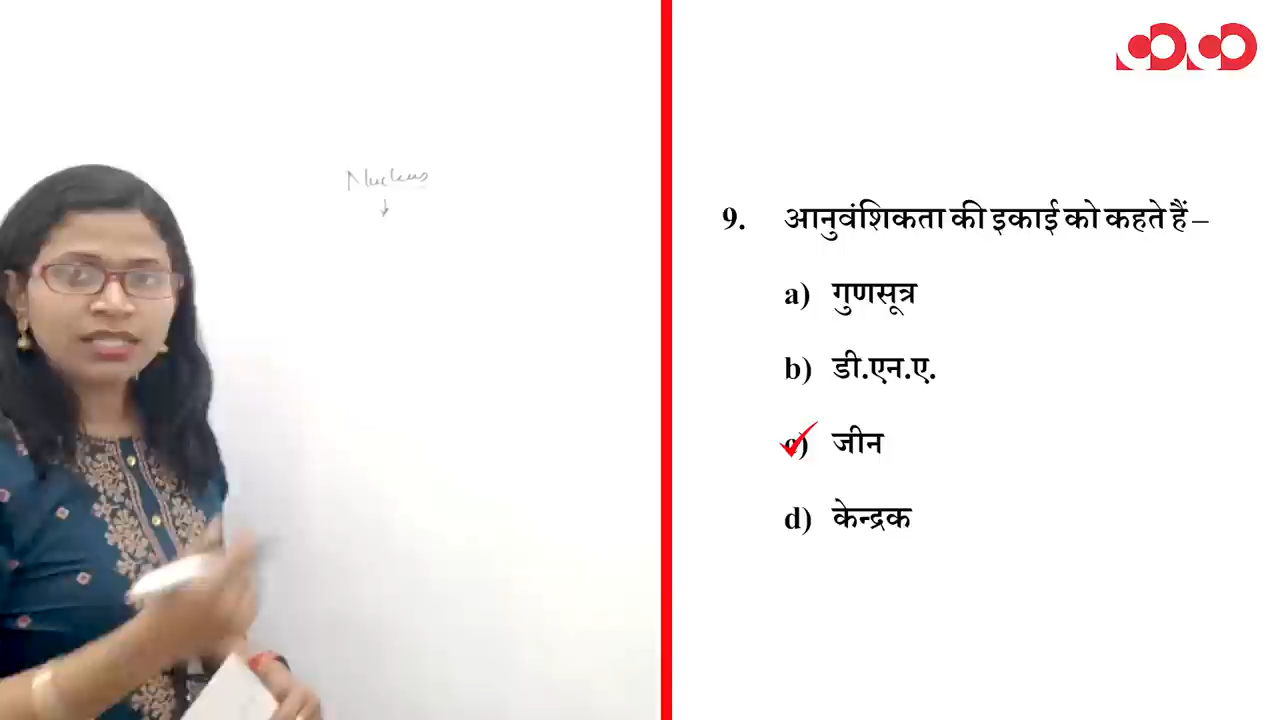 Nucleus
9. आनुवंशिकता की इकाई को कहते हैं –
a) गुणसूत्र
b) डी.एन.ए.
c) जीन
d) केन्द्रक